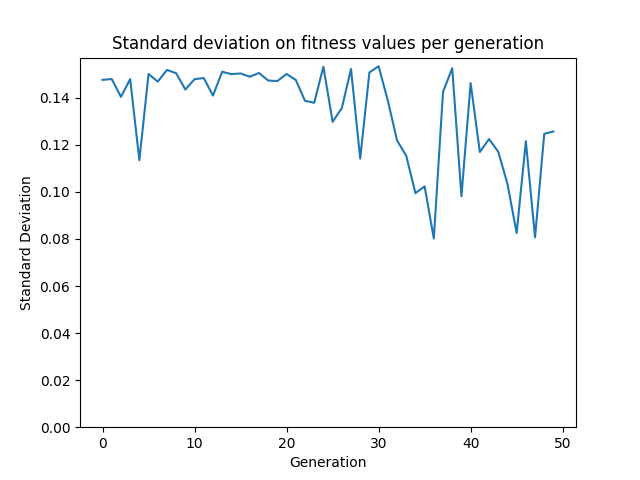 Standard deviation on fitness values per generation
Standard Deviation
0.14
0.12
0.10
0.08
0.06
0.04
0.02
0.00
0 10 20 30 40 50
Generation